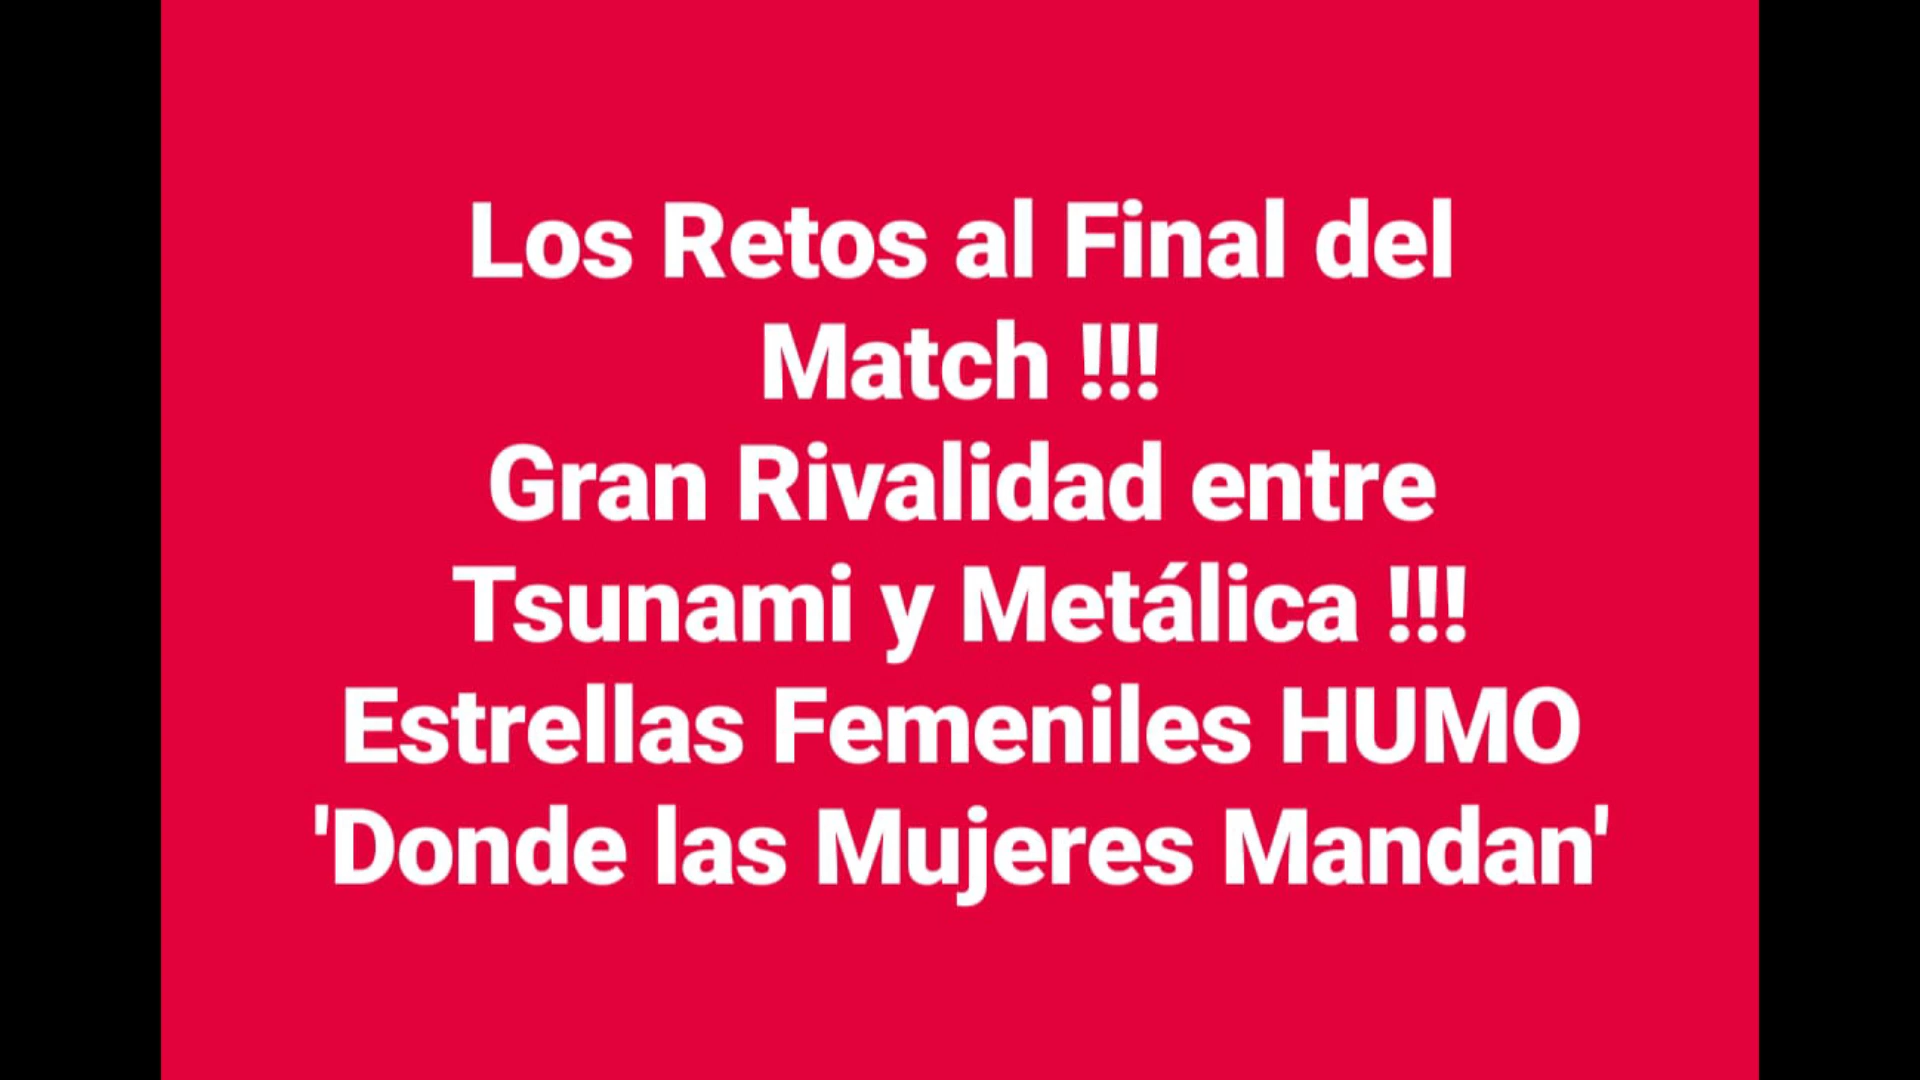 Los Retos al Final del
Match !!!
Gran Rivalidad entre
Tsunami y Metálica !!!
Estrellas Femeniles HUMO
'Donde las Mujeres Mandan'